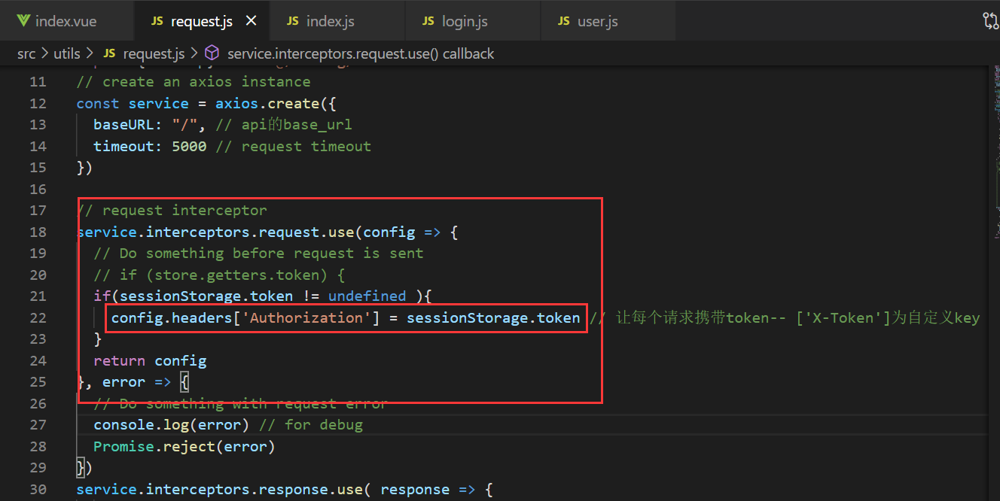 index.vue JS request.js JS index.js JS login.js JS user.js
src utils JS request.js service.interceptors.request.use() callback
11 // create an axios instance
12 const service = axios.create({
13 baseURL: "/", // api的base_url
14 timeout: 5000 // request timeout
15 })
16
17 // request interceptor
18 service.interceptors.request.use(config => {
19 // Do something before request is sent
20 // if (store.getters.token) {
21 if(sessionStorage.token != undefined ){
22 config.headers['Authorization'] = sessionStorage.token // 让每个请求携带token-- ['X-Token']为自定义key
23 }
24 return config
25 }, error => {
26 // Do something with request error
27 console.log(error) // for debug
28 Promise.reject(error)
29 })
30 service.interceptors.response.use( response => {